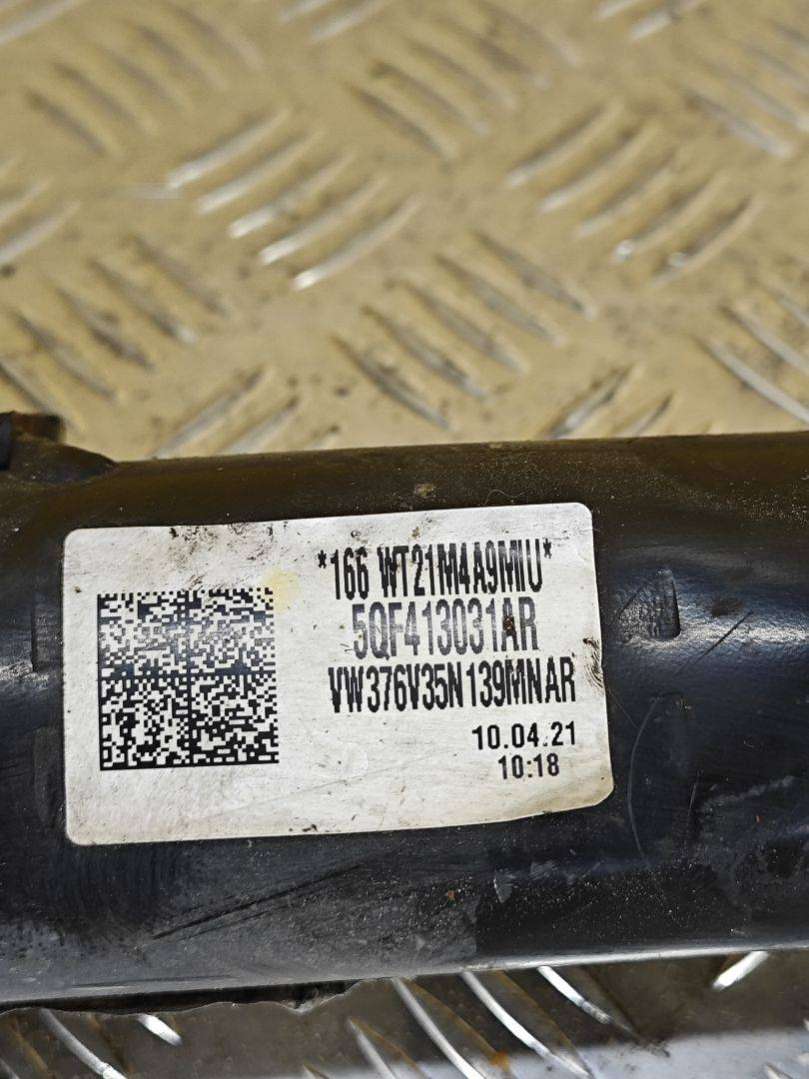 *166 WT21M4A9MIU*
5QF413031AR
VW376V35N139MNAR
10.04.21
10:18